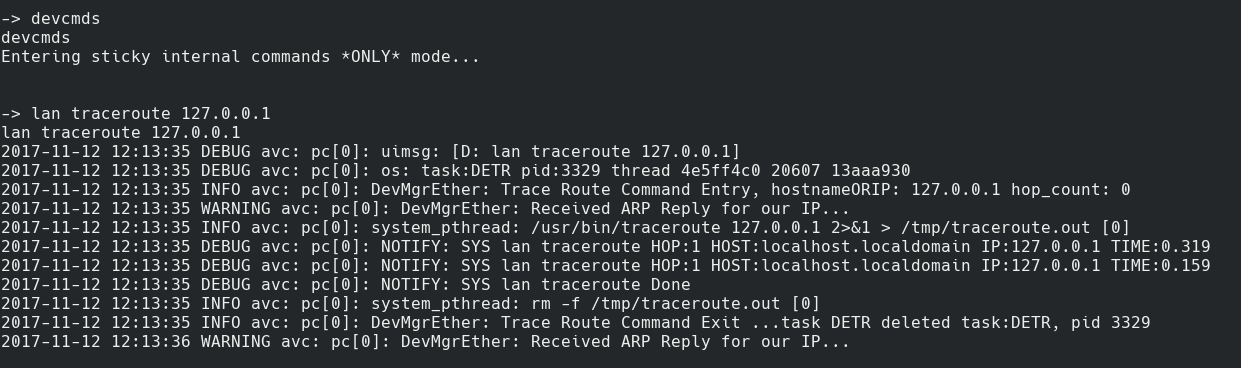 -> devcmds
devcmds
Entering sticky internal commands *ONLY* mode...
-> lan traceroute 127.0.0.1
lan traceroute 127.0.0.1
2017-11-12 12:13:35 DEBUG avc: pc[0]: uimsg: [D: lan traceroute 127.0.0.1]
2017-11-12 12:13:35 DEBUG avc: pc[0]: os: task:DETR pid:3329 thread 4e5ff4c0 20607 13aaa930
2017-11-12 12:13:35 INFO avc: pc[0]: DevMgrEther: Trace Route Command Entry, hostnameORIP: 127.0.0.1 hop_count: 0
2017-11-12 12:13:35 WARNING avc: pc[0]: DevMgrEther: Received ARP Reply for our IP...
2017-11-12 12:13:35 INFO avc: pc[0]: system_pthread: /usr/bin/traceroute 127.0.0.1 2>&1 > /tmp/traceroute.out [0]
2017-11-12 12:13:35 DEBUG avc: pc[0]: NOTIFY: SYS lan traceroute HOP:1 HOST:localhost.localdomain IP:127.0.0.1 TIME:0.319
2017-11-12 12:13:35 DEBUG avc: pc[0]: NOTIFY: SYS lan traceroute HOP:1 HOST:localhost.localdomain IP:127.0.0.1 TIME:0.159
2017-11-12 12:13:35 DEBUG avc: pc[0]: NOTIFY: SYS lan traceroute Done
2017-11-12 12:13:35 INFO avc: pc[0]: system_pthread: rm -f /tmp/traceroute.out [0]
2017-11-12 12:13:35 INFO avc: pc[0]: DevMgrEther: Trace Route Command Exit ...task DETR deleted task:DETR, pid 3329
2017-11-12 12:13:36 WARNING avc: pc[0]: DevMgrEther: Received ARP Reply for our IP...